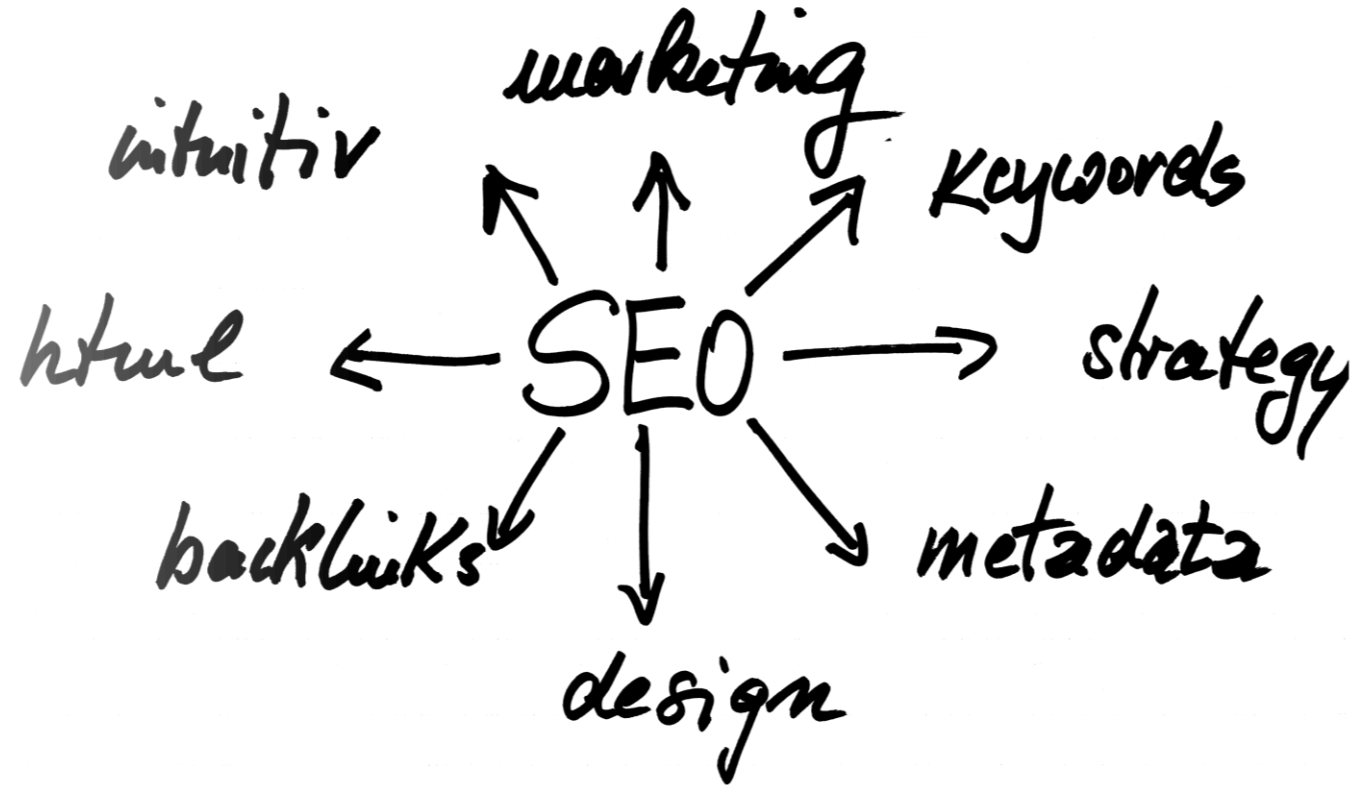 marketing
intuitiv
Keywords
html
SEO
strategy
backlinks
metadata
design